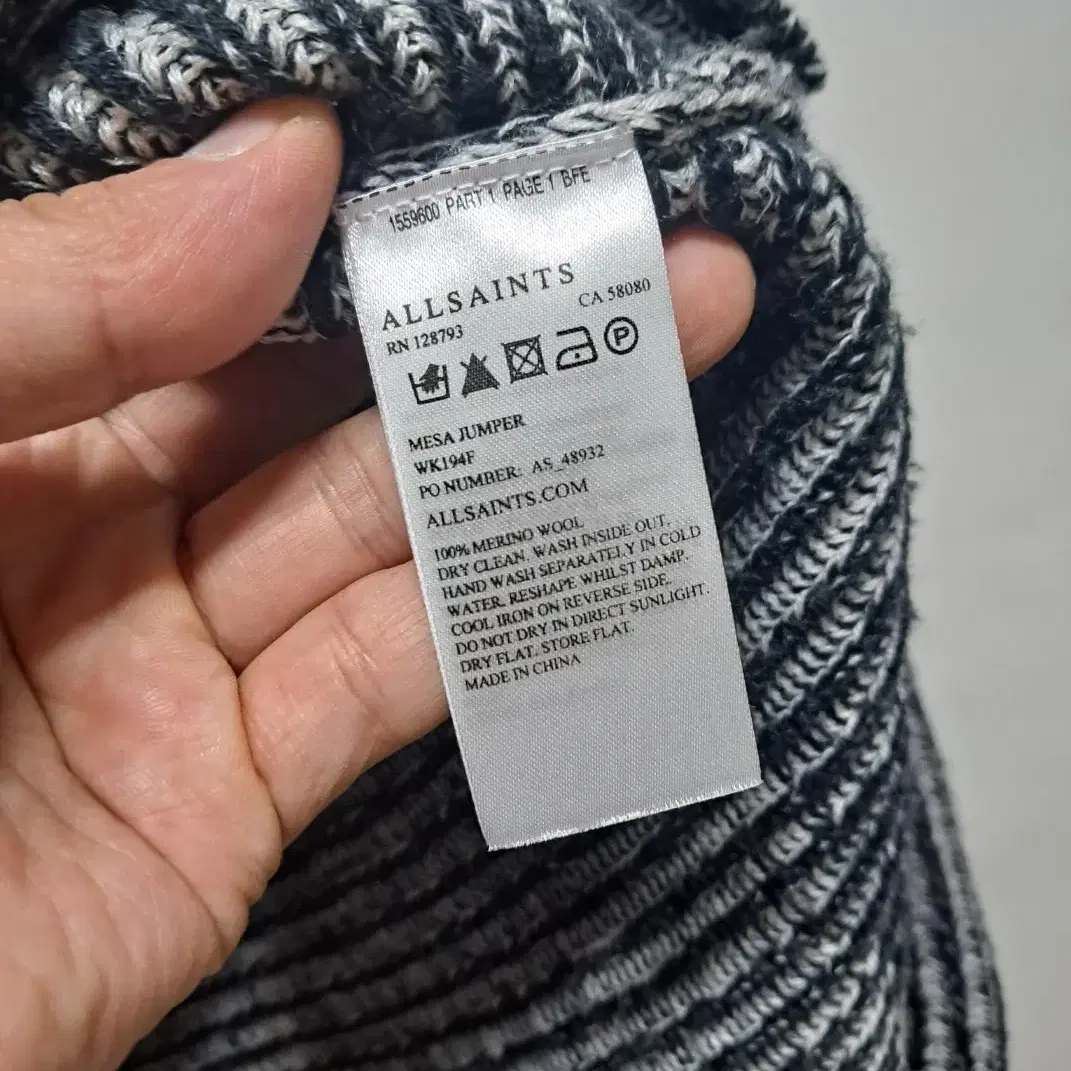 1559600 PART 1 PAGE 1 BFE
ALLSAINTS
RN 128793 CA 58080
P
MESA JUMPER
WK194F
PO NUMBER: AS_48932
ALLSAINTS.COM
100% MERINO WOOL
DRY CLEAN. WASH INSIDE OUT.
HAND WASH SEPARATELY IN COLD
WATER. RESHAPE WHILST DAMP.
COOL IRON ON REVERSE SIDE.
DO NOT DRY IN DIRECT SUNLIGHT.
DRY FLAT. STORE FLAT.
MADE IN CHINA